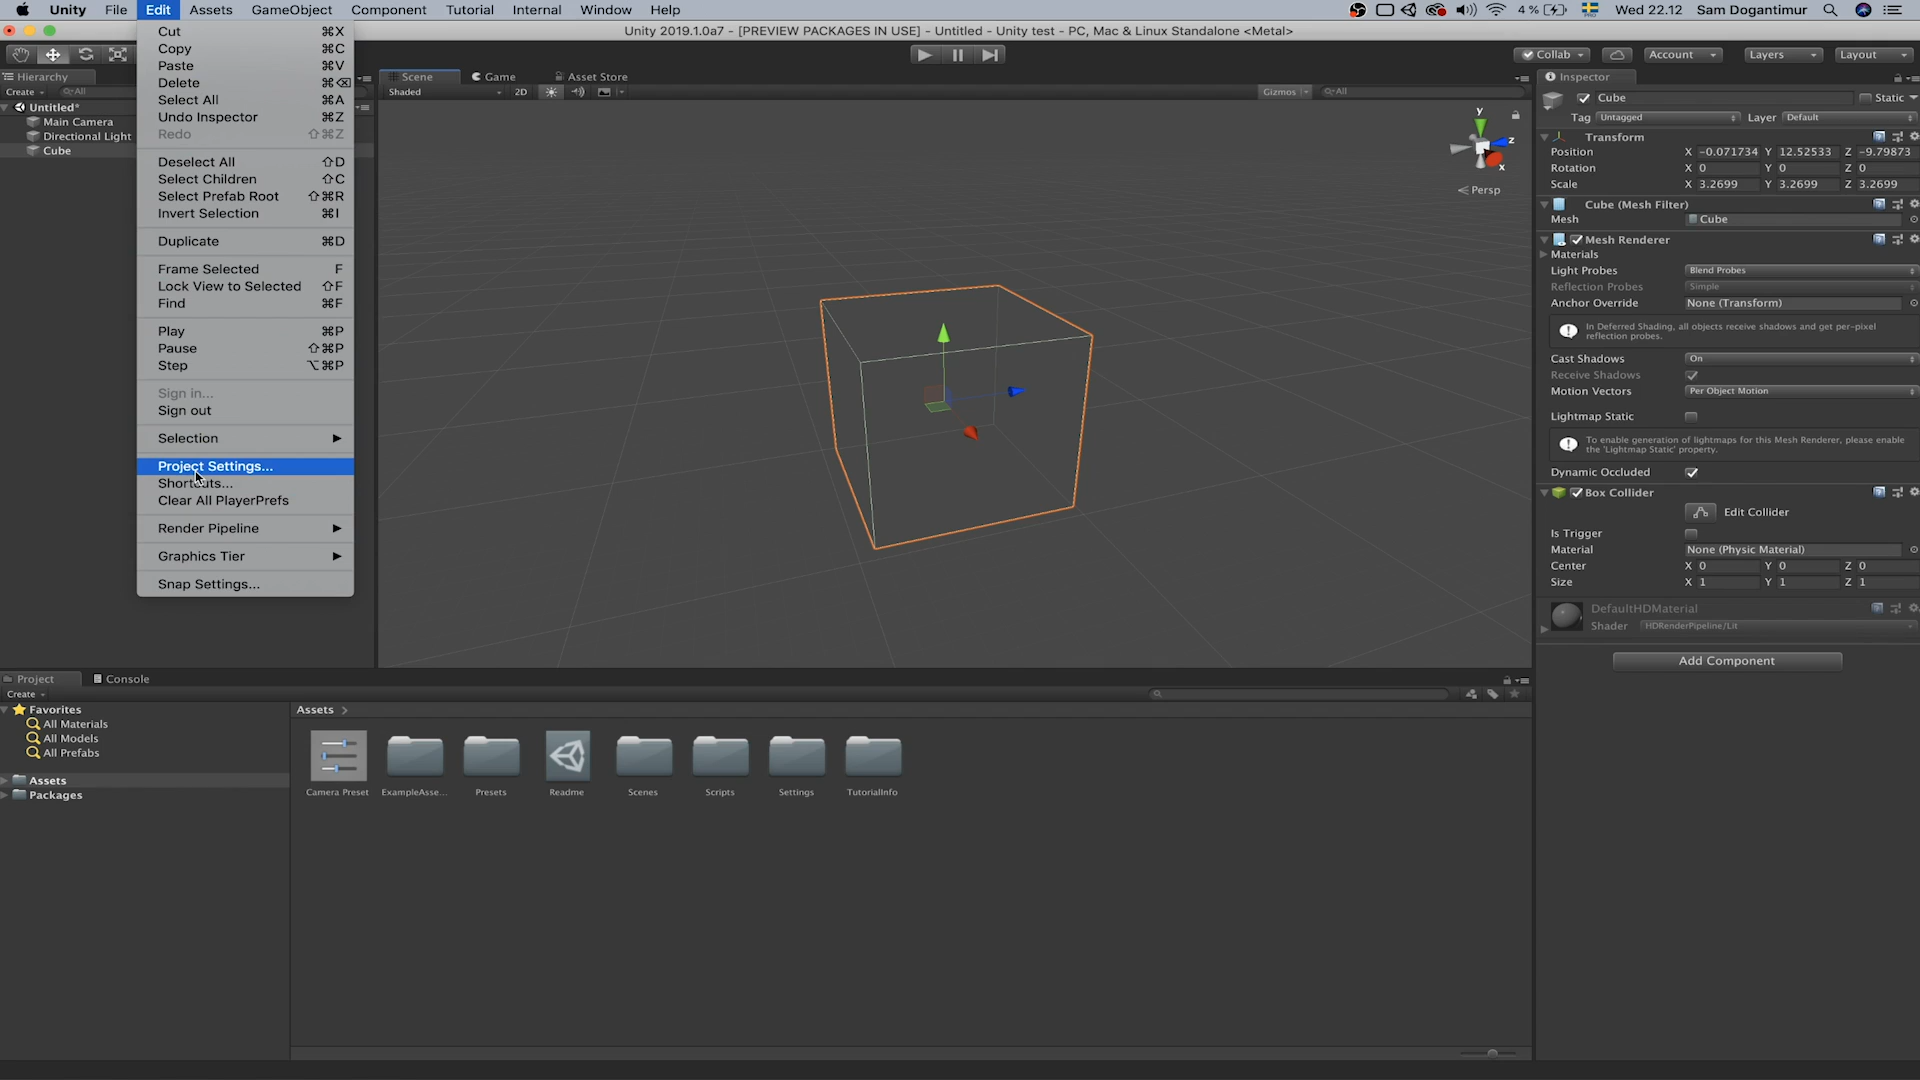 Unity File Edit Assets GameObject Component Tutorial Internal Window Help 4% Wed 22.12 Sam Dogantimur
Unity 2019.1.0a7 - [PREVIEW PACKAGES IN USE] - Untitled - Unity test - PC, Mac & Linux Standalone <Metal>
Collab Account Layers Layout
Hierarchy
Create All
Untitled*
Main Camera
Directional Light
Cube
Cut ⌘X
Copy ⌘C
Paste ⌘V
Delete ⌘⌫
Select All ⌘A
Undo Inspector ⌘Z
Redo ⇧⌘Z
Deselect All ⇧D
Select Children ⇧C
Select Prefab Root ⇧⌘R
Invert Selection ⌘I
Duplicate ⌘D
Frame Selected F
Lock View to Selected ⇧F
Find ⌘F
Play ⌘P
Pause ⇧⌘P
Step ⌥⌘P
Sign in...
Sign out
Selection
Project Settings...
Shortcuts...
Clear All PlayerPrefs
Render Pipeline
Graphics Tier
Snap Settings...
Scene Game Asset Store
Shaded 2D Gizmos All
y
z
x
Persp
Inspector
Cube Static
Tag Untagged Layer Default
Transform
Position X -0.071734 Y 12.52533 Z -9.79873
Rotation X 0 Y 0 Z 0
Scale X 3.2699 Y 3.2699 Z 3.2699
Cube (Mesh Filter)
Mesh Cube
Mesh Renderer
Materials
Light Probes Blend Probes
Reflection Probes Simple
Anchor Override None (Transform)
In Deferred Shading, all objects receive shadows and get per-pixel
reflection probes.
Cast Shadows On
Receive Shadows
Motion Vectors Per Object Motion
Lightmap Static
To enable generation of lightmaps for this Mesh Renderer, please enable
the 'Lightmap Static' property.
Dynamic Occluded
Box Collider
Edit Collider
Is Trigger
Material None (Physic Material)
Center X 0 Y 0 Z 0
Size X 1 Y 1 Z 1
DefaultHDMaterial
Shader HDRenderPipeline/Lit
Add Component
Project Console
Create
Favorites
All Materials
All Models
All Prefabs
Assets
Packages
Assets
Camera Preset ExampleAsse... Presets Readme Scenes Scripts Settings TutorialInfo